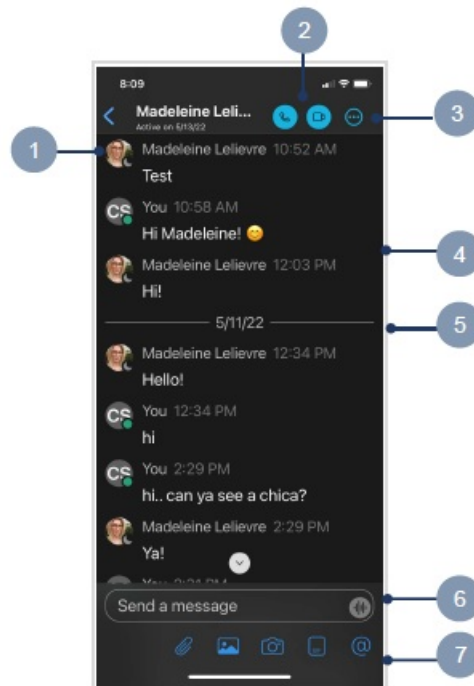 2
8:09
Madeleine Leli...
Active on 5/13/22
3
1
Madeleine Lelievre 10:52 AM
Test
CS You 10:58 AM
Hi Madeleine! 😊
4
Madeleine Lelievre 12:03 PM
Hi!
5/11/22
5
Madeleine Lelievre 12:34 PM
Hello!
CS You 12:34 PM
hi
CS You 2:29 PM
hi.. can ya see a chica?
Madeleine Lelievre 2:29 PM
Ya!
Send a message
6
@
7